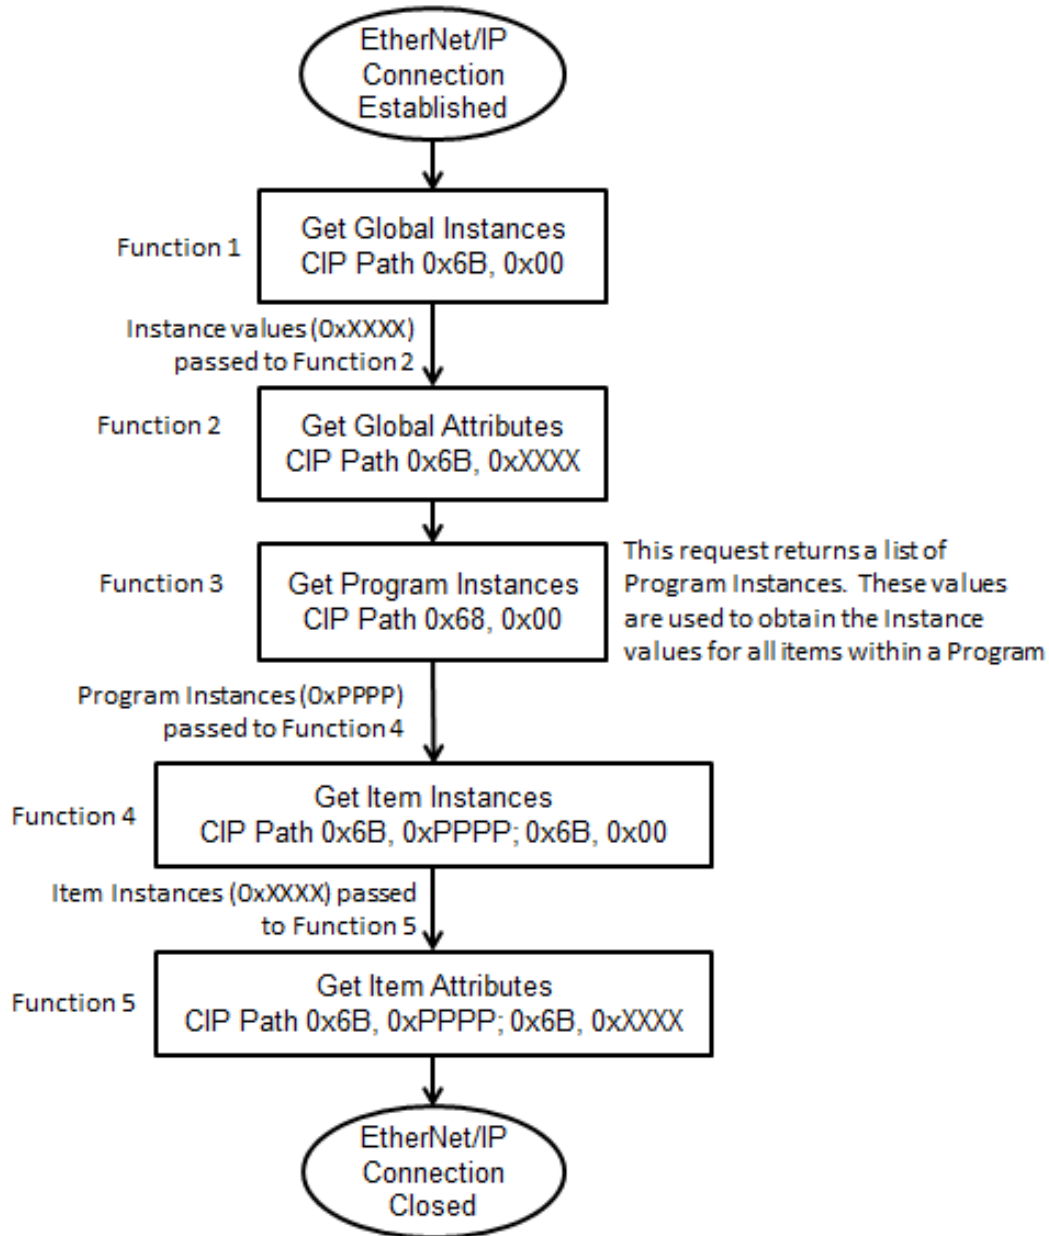 EtherNet/IP
Connection
Established
Function 1
Get Global Instances
CIP Path 0x6B, 0x00
Instance values (0xXXXX)
passed to Function 2
Function 2
Get Global Attributes
CIP Path 0x6B, 0xXXXX
Function 3
Get Program Instances
CIP Path 0x68, 0x00
This request returns a list of
Program Instances. These values
are used to obtain the Instance
values for all items within a Program
Program Instances (0xPPPP)
passed to Function 4
Function 4
Get Item Instances
CIP Path 0x6B, 0xPPPP; 0x6B, 0x00
Item Instances (0xXXXX) passed
to Function 5
Function 5
Get Item Attributes
CIP Path 0x6B, 0xPPPP; 0x6B, 0xXXXX
EtherNet/IP
Connection
Closed